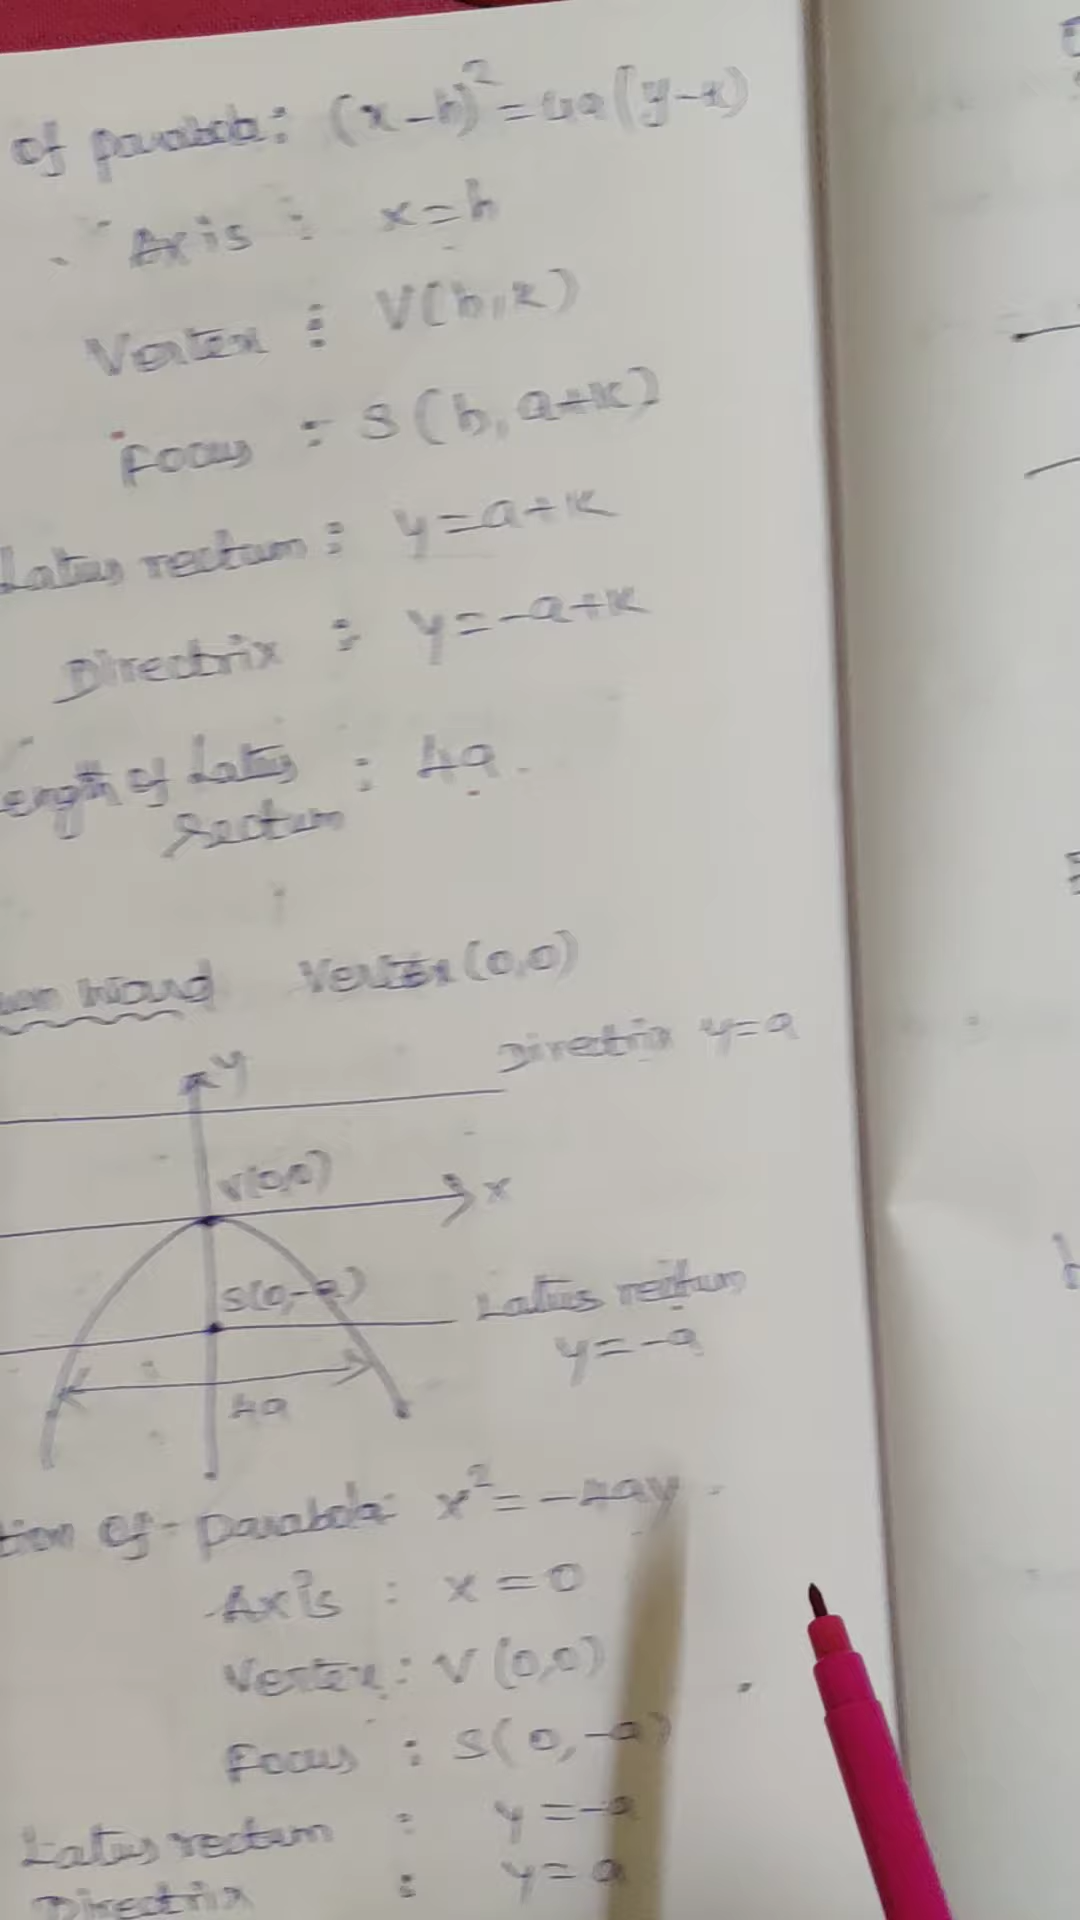 of parabola: (x-h)²=4a(y-k)
Axis : x=h
Vertex : V(h,k)
Focus : S(h, a+k)
Latus rectum : y=a+k
Directrix : y=-a+k
ength of Latus : 4a.
rectum
Vertex (0,0)
Directrix y=a
y
V(0,0)
x
S(0,-a)
Latus rectum
y=-a
4a
tion of parabola: x²=-4ay
Axis : x=0
Vertex : V(0,0)
Focus : S(0,-a)
Latus rectum : y=-a
Directrix : y=a